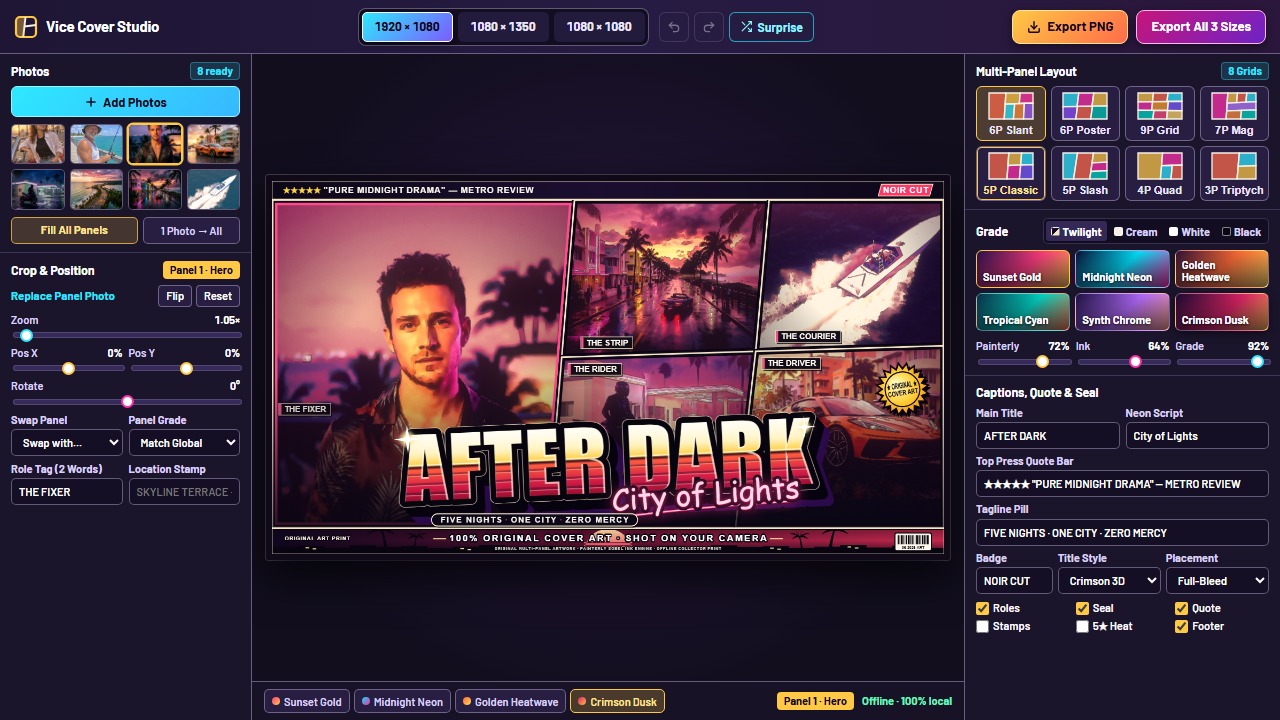 Vice Cover Studio
1920 × 1080
1080 × 1350
1080 × 1080
Surprise
Export PNG
Export All 3 Sizes
Photos
8 ready
Add Photos
Fill All Panels
1 Photo → All
Crop & Position
Panel 1 · Hero
Replace Panel Photo
Flip
Reset
Zoom
1.05×
Pos X
0%
Pos Y
0%
Rotate
0°
Swap Panel
Panel Grade
Swap with...
Match Global
Role Tag (2 Words)
Location Stamp
THE FIXER
SKYLINE TERRACE ·
★★★★★ "PURE MIDNIGHT DRAMA" — METRO REVIEW
NOIR CUT
THE FIXER
THE STRIP
THE COURIER
THE RIDER
THE DRIVER
★ ORIGINAL ★
COVER ART
AFTER DARK
City of Lights
FIVE NIGHTS · ONE CITY · ZERO MERCY
ORIGINAL ART PRINT
— 100% ORIGINAL COVER ART · SHOT ON YOUR CAMERA —
ORIGINAL MULTI-PANEL ARTWORK · PAINTERLY SOBEL INK ENGINE · OFFLINE COLLECTOR PRINT
Sunset Gold
Midnight Neon
Golden Heatwave
Crimson Dusk
Panel 1 · Hero
Offline · 100% local
Multi-Panel Layout
8 Grids
6P Slant
6P Poster
9P Grid
7P Mag
5P Classic
5P Slash
4P Quad
3P Triptych
Grade
Twilight
Cream
White
Black
Sunset Gold
Midnight Neon
Golden
Heatwave
Tropical Cyan
Synth Chrome
Crimson Dusk
Painterly
72%
Ink
64%
Grade
92%
Captions, Quote & Seal
Main Title
Neon Script
AFTER DARK
City of Lights
Top Press Quote Bar
★★★★★ "PURE MIDNIGHT DRAMA" — METRO REVIEW
Tagline Pill
FIVE NIGHTS · ONE CITY · ZERO MERCY
Badge
Title Style
Placement
NOIR CUT
Crimson 3D
Full-Bleed
Roles
Seal
Quote
Stamps
5★ Heat
Footer